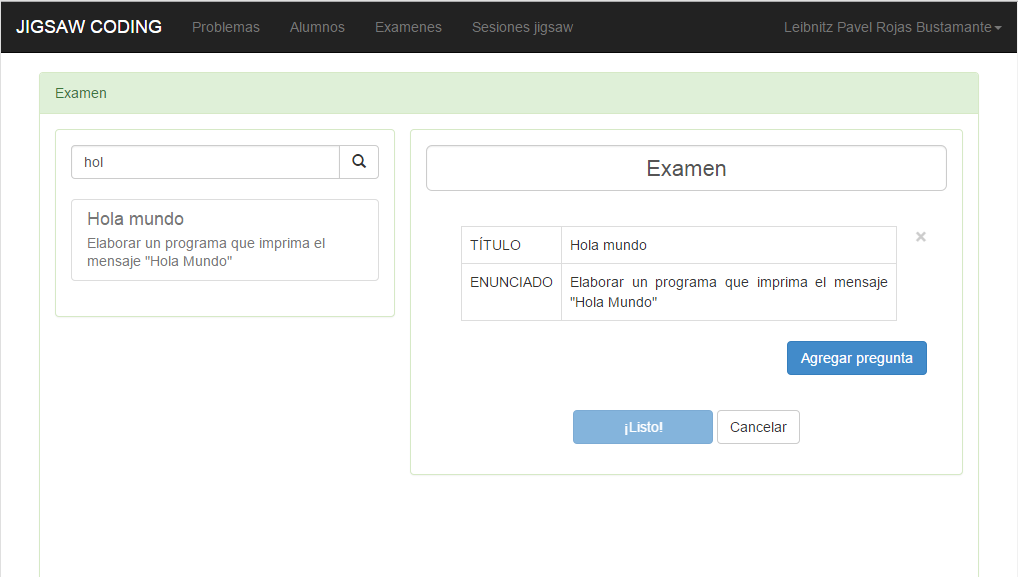 JIGSAW CODING Problemas Alumnos Examenes Sesiones jigsaw Leibnitz Pavel Rojas Bustamante
Examen
hol
Hola mundo
Elaborar un programa que imprima el
mensaje "Hola Mundo"
Examen
TÍTULO Hola mundo
ENUNCIADO Elaborar un programa que imprima el mensaje
"Hola Mundo"
Agregar pregunta
¡Listo! Cancelar